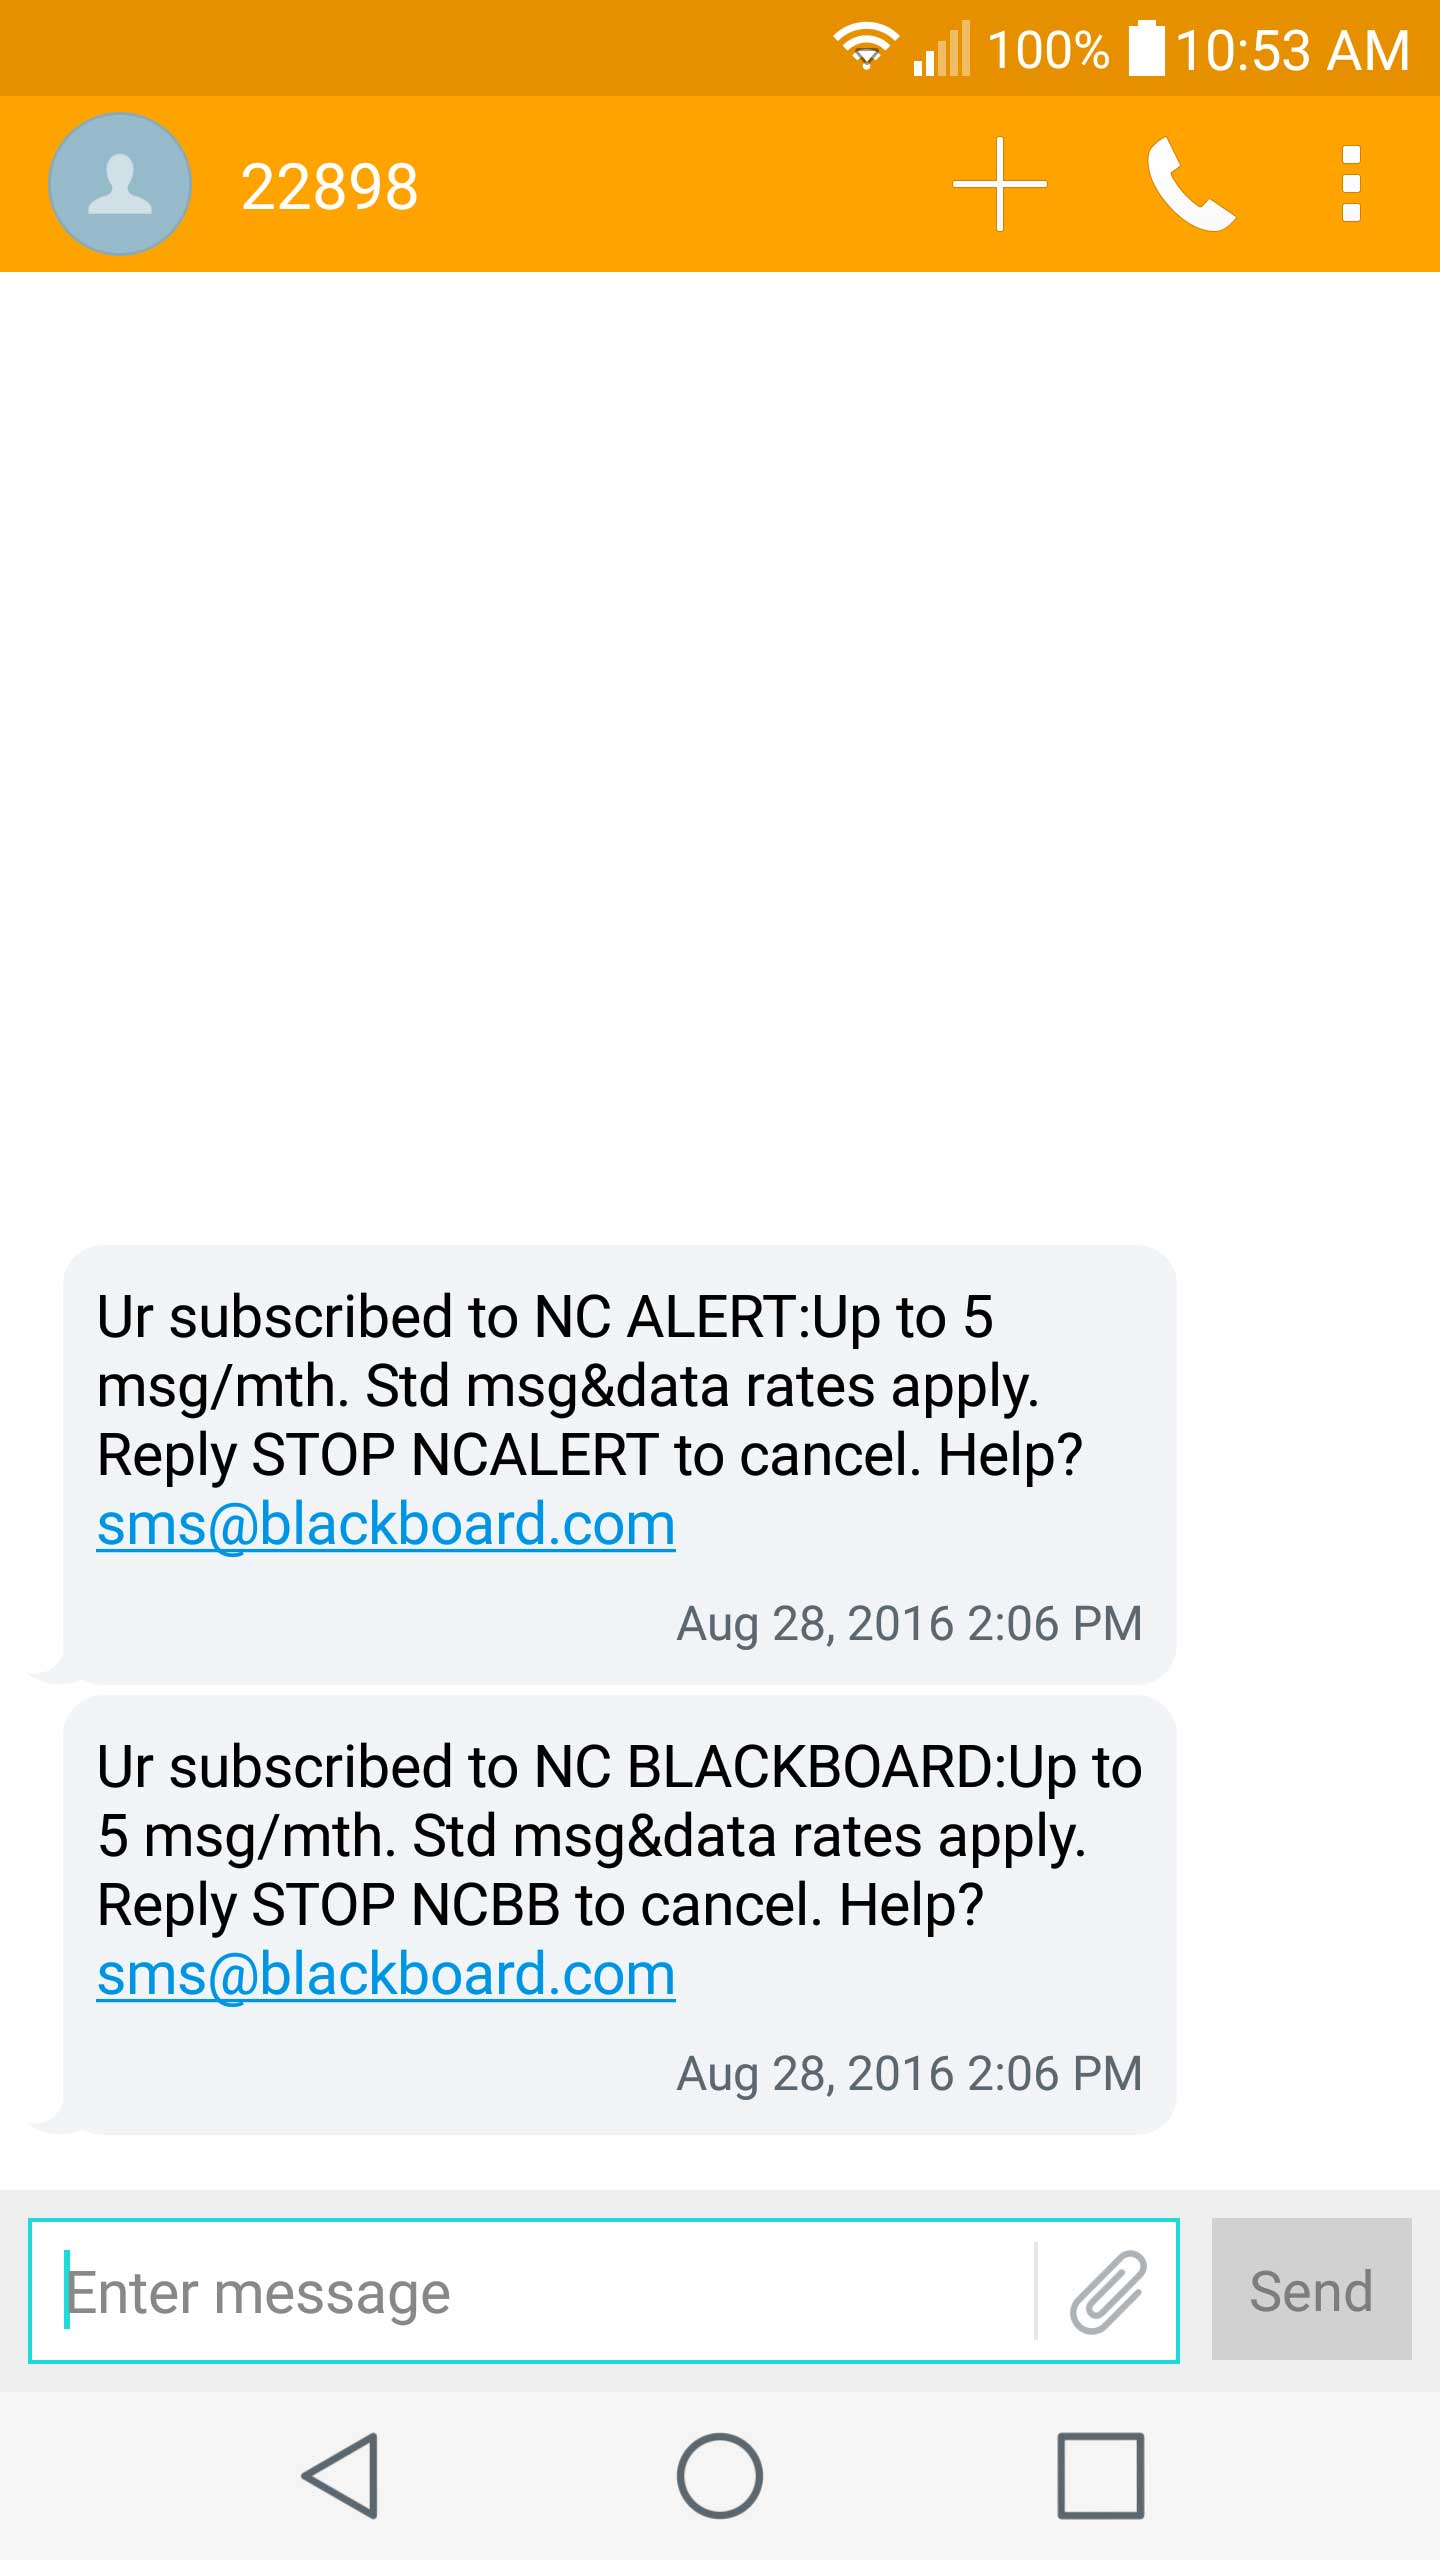 100% 10:53 AM
22898
Ur subscribed to NC ALERT:Up to 5
msg/mth. Std msg&data rates apply.
Reply STOP NCALERT to cancel. Help?
sms@blackboard.com
Aug 28, 2016 2:06 PM
Ur subscribed to NC BLACKBOARD:Up to
5 msg/mth. Std msg&data rates apply.
Reply STOP NCBB to cancel. Help?
sms@blackboard.com
Aug 28, 2016 2:06 PM
Enter message
Send